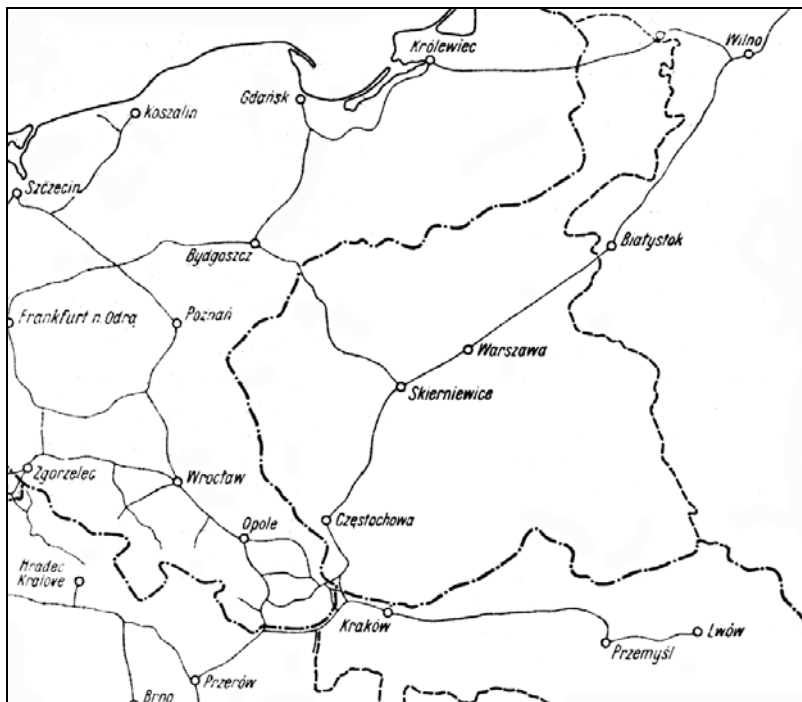 Królewiec
Wilno
Gdańsk
Koszalin
Szczecin
Bydgoszcz
Białystok
Frankfurt n. Odrą
Poznań
Warszawa
Skierniewice
Zgorzelec
Wrocław
Opole
Częstochowa
Hradec
Kralove
Kraków
Przemyśl
Lwów
Przerów
Brno